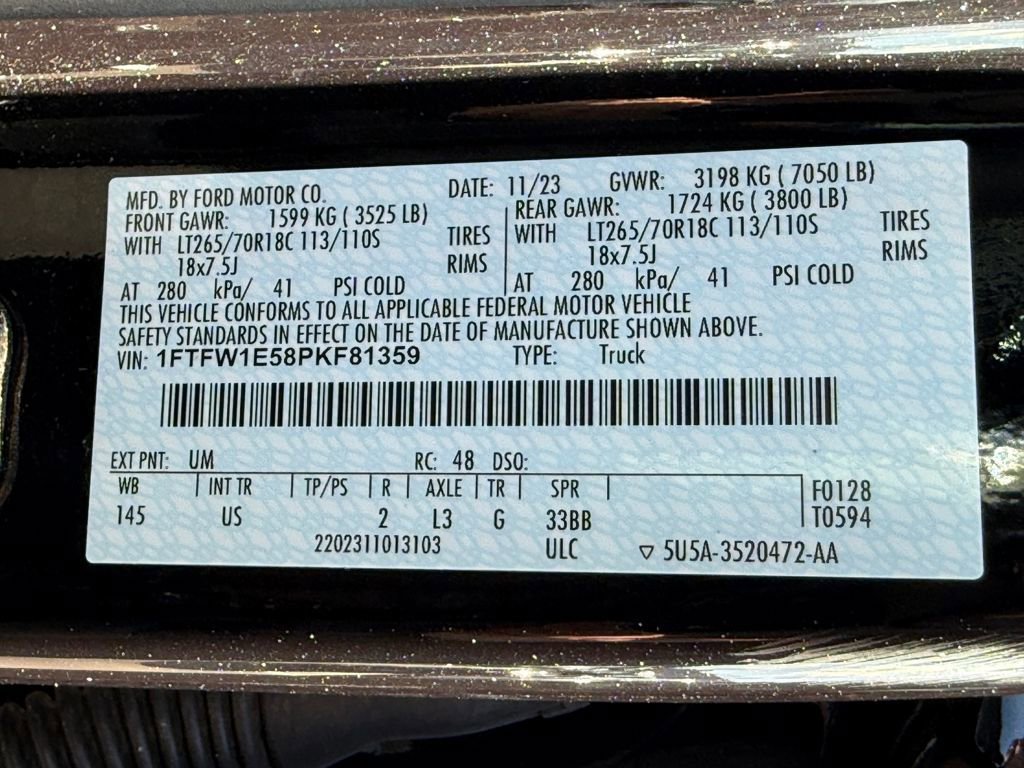 MFD. BY FORD MOTOR CO. DATE: 11/23 GVWR: 3198 KG ( 7050 LB)
FRONT GAWR: 1599 KG ( 3525 LB) REAR GAWR: 1724 KG ( 3800 LB)
WITH LT265/70R18C 113/110S TIRES WITH LT265/70R18C 113/110S TIRES
18x7.5J RIMS 18x7.5J RIMS
AT 280 kPa/ 41 PSI COLD AT 280 kPa/ 41 PSI COLD
THIS VEHICLE CONFORMS TO ALL APPLICABLE FEDERAL MOTOR VEHICLE
SAFETY STANDARDS IN EFFECT ON THE DATE OF MANUFACTURE SHOWN ABOVE.
VIN: 1FTFW1E58PKF81359 TYPE: Truck
EXT PNT: UM RC: 48 DSO:
WB INT TR TP/PS R AXLE TR SPR F0128
145 US 2 L3 G 33BB T0594
2202311013103 ULC ▽ 5U5A-3520472-AA